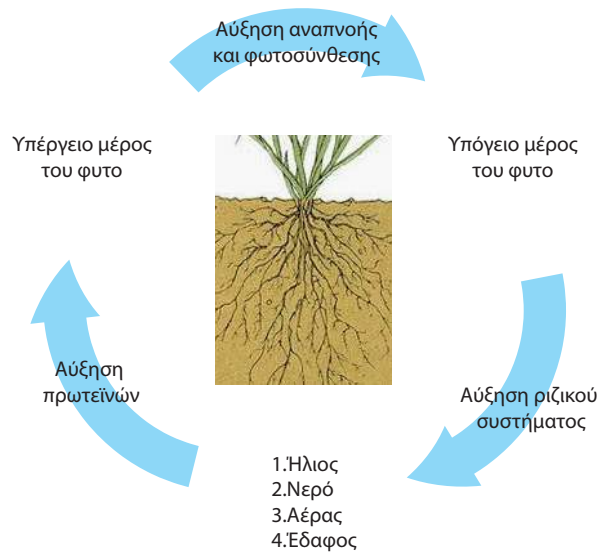 Αύξηση αναπνοής
και φωτοσύνθεσης
Υπέργειο μέρος
του φυτο
Υπόγειο μέρος
του φυτο
Αύξηση
πρωτεϊνών
Αύξηση ριζικού
συστήματος
1.Ήλιος
2.Νερό
3.Αέρας
4.Έδαφος